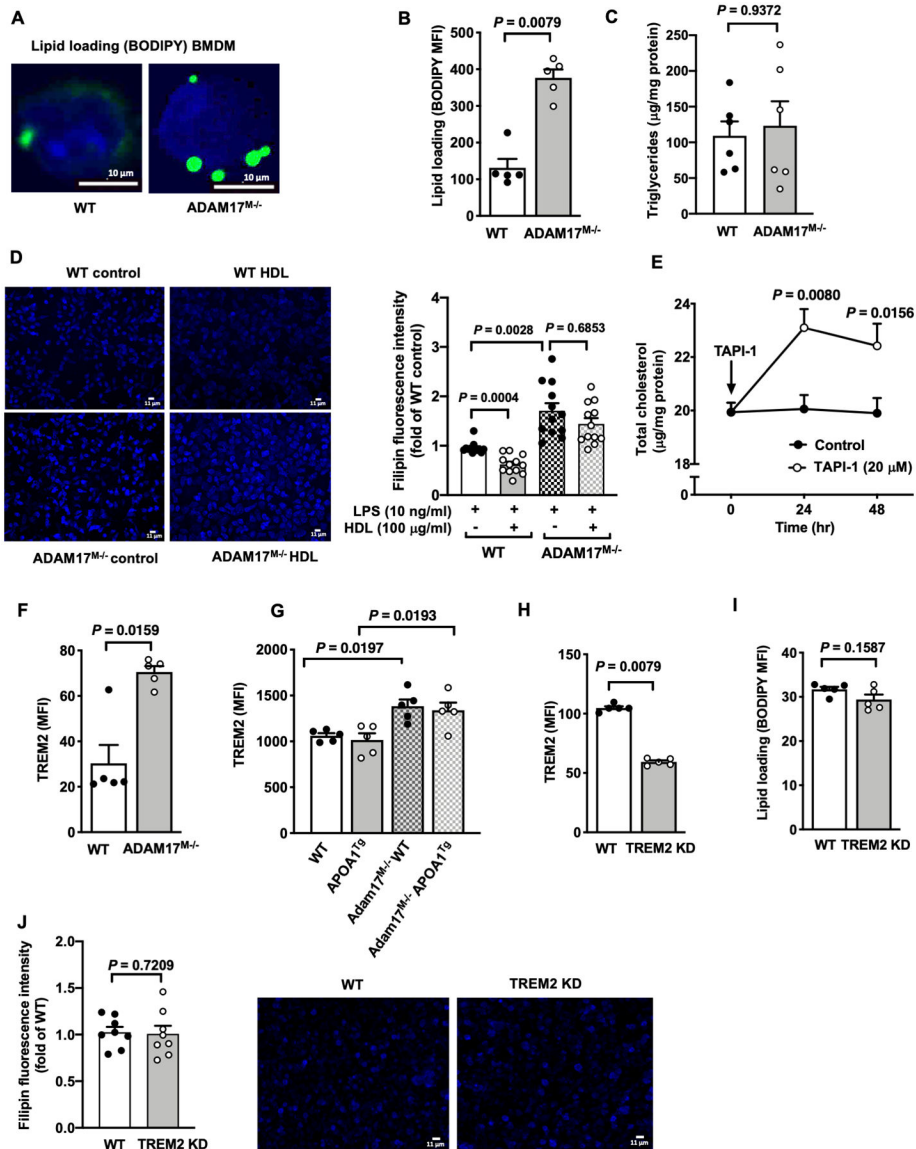 A
Lipid loading (BODIPY) BMDM
10 µm
10 µm
WT
ADAM17M-/-
B
P = 0.0079
Lipid loading (BODIPY MFI)
500
400
300
200
100
0
WT
ADAM17M-/-
C
P = 0.9372
Triglycerides (µg/mg protein)
250
200
150
100
50
0
WT
ADAM17M-/-
D
WT control
WT HDL
11 µm
11 µm
11 µm
11 µm
ADAM17M-/- control
ADAM17M-/- HDL
Filipin fluorescence intensity
(fold of WT control)
4
3
2
1
0
P = 0.0028
P = 0.6853
P = 0.0004
LPS (10 ng/ml)
+
+
+
+
HDL (100 µg/ml)
-
+
-
+
WT
ADAM17M-/-
E
Total cholesterol
(µg/mg protein)
24
22
20
18
0
P = 0.0080
P = 0.0156
TAPI-1
Control
TAPI-1 (20 µM)
0
24
48
Time (hr)
F
P = 0.0159
TREM2 (MFI)
80
60
40
20
0
WT
ADAM17M-/-
G
P = 0.0193
P = 0.0197
TREM2 (MFI)
2000
1500
1000
500
0
WT
APOA1Tg
Adam17M-/- WT
Adam17M-/- APOA1Tg
H
P = 0.0079
TREM2 (MFI)
150
100
50
0
WT
TREM2 KD
I
P = 0.1587
Lipid loading (BODIPY MFI)
40
30
20
10
0
WT
TREM2 KD
J
P = 0.7209
Filipin fluorescence intensity
(fold of WT)
2.0
1.5
1.0
0.5
0.0
WT
TREM2 KD
WT
TREM2 KD
11 µm
11 µm